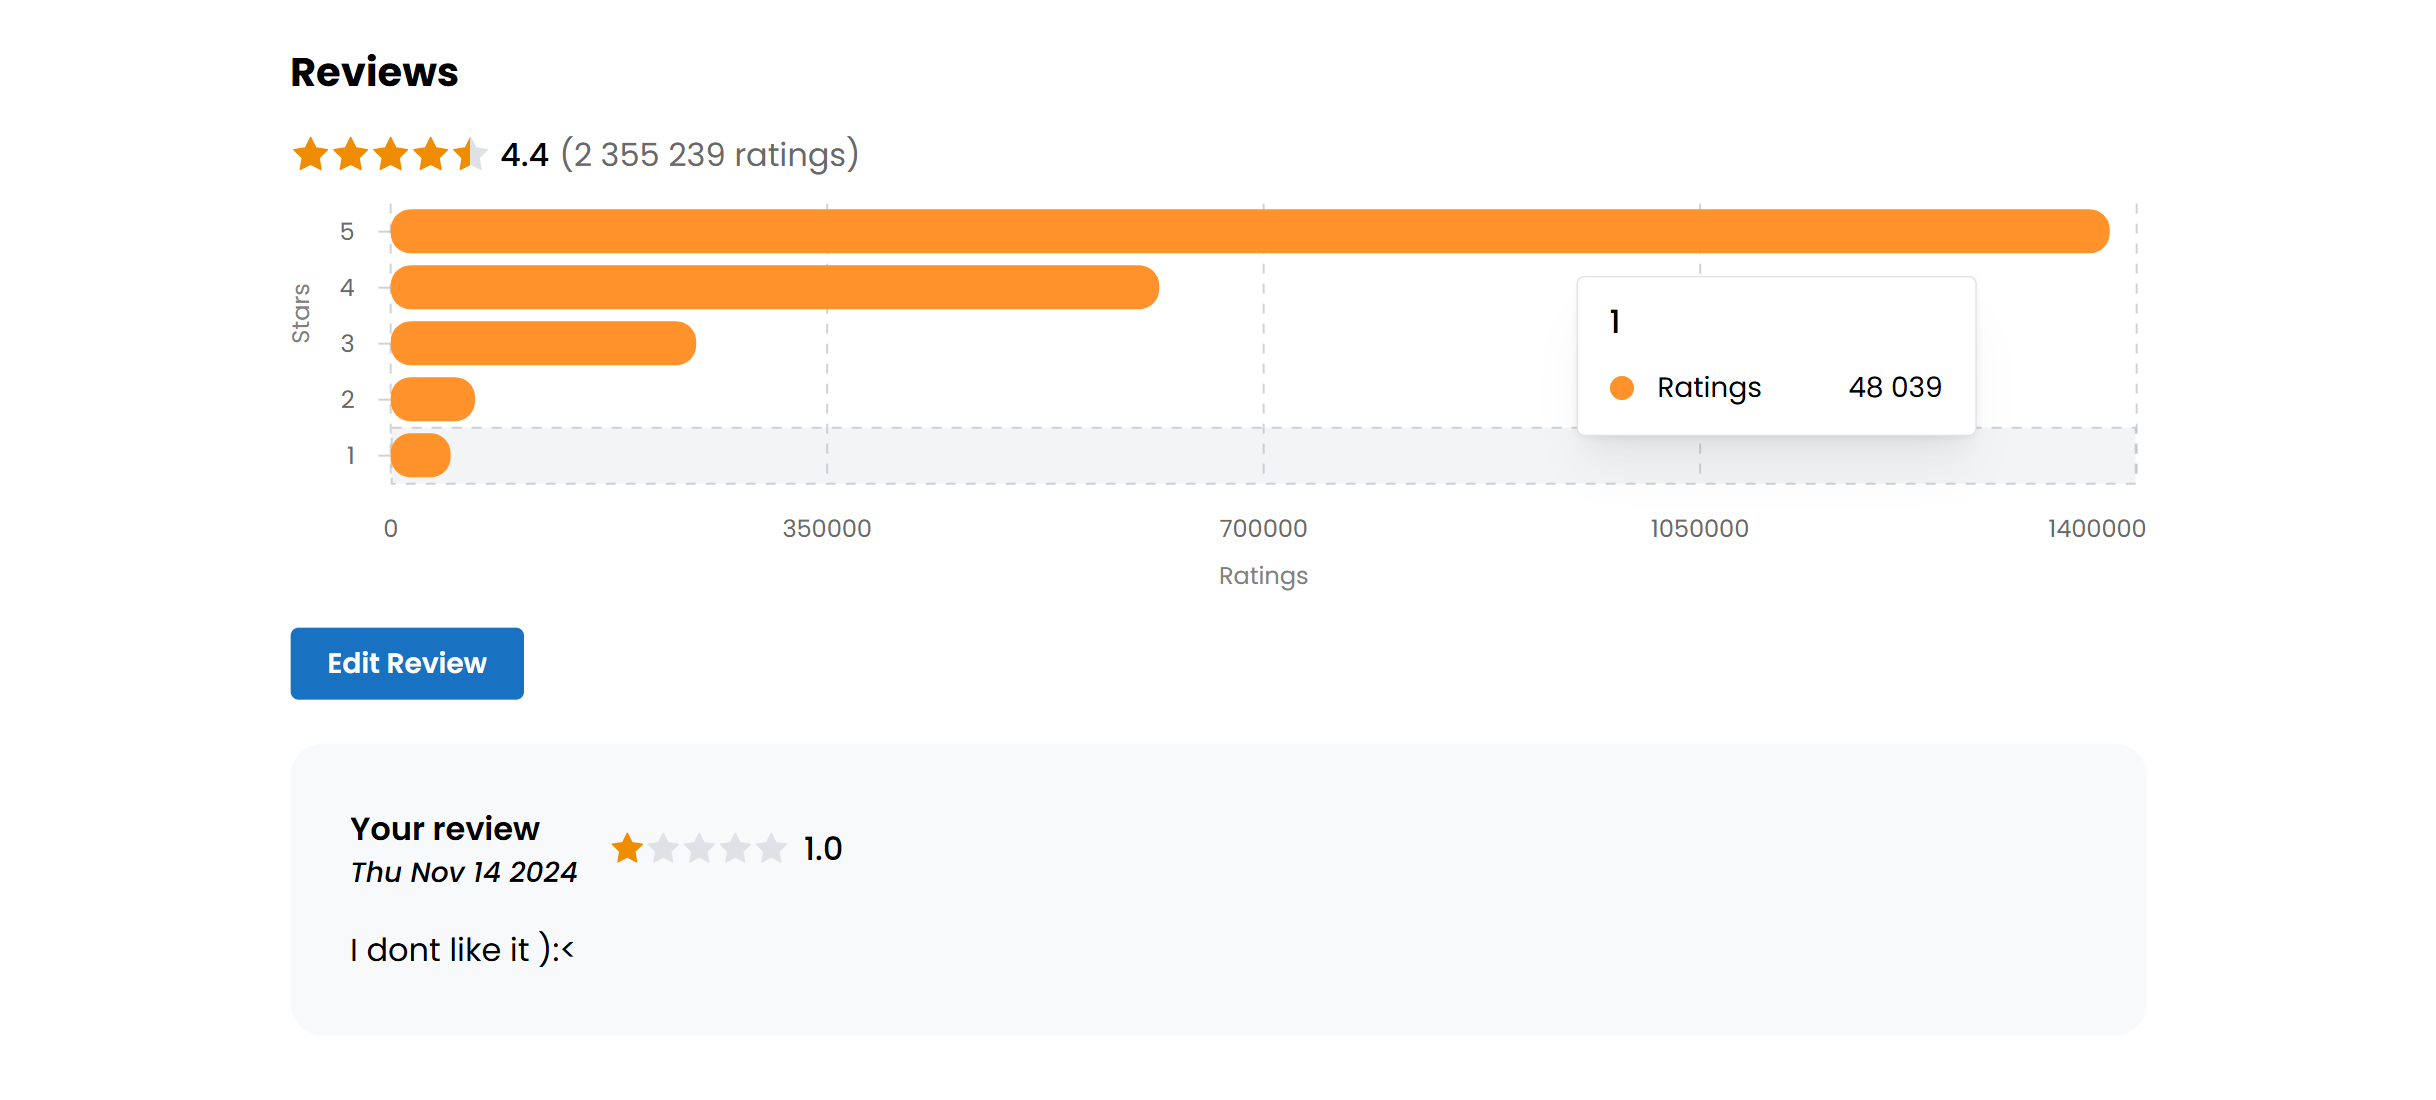 Reviews
4.4 (2 355 239 ratings)
Stars
5
4
3
2
1
1
Ratings 48 039
0 350000 700000 1050000 1400000
Ratings
Edit Review
Your review
1.0
Thu Nov 14 2024
I dont like it ):<